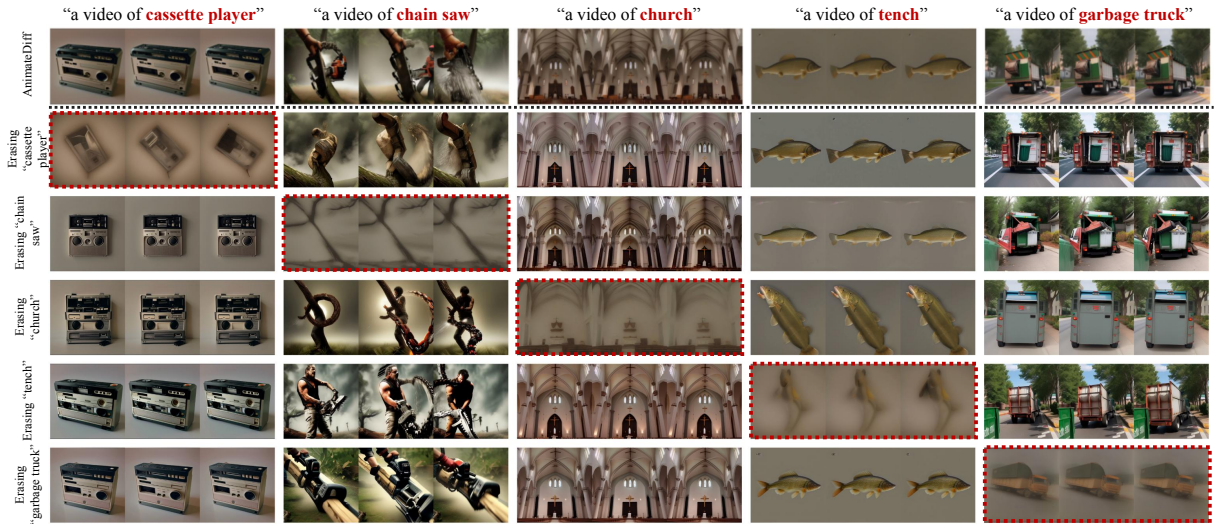 “a video of cassette player”
“a video of chain saw”
“a video of church”
“a video of tench”
“a video of garbage truck”
AnimateDiff
Erasing
“cassette
player”
Erasing “chain
saw”
Erasing
“church”
Erasing “tench”
Erasing
“garbage truck”